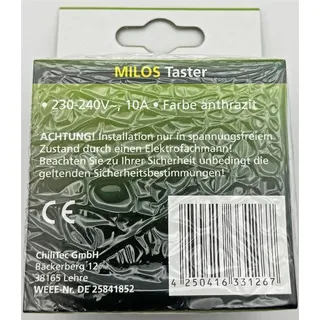 MILOS Taster
• 230-240V~, 10A • Farbe anthrazit
ACHTUNG! Installation nur in spannungsfreiem
Zustand durch einen Elektrofachmann!
Beachten Sie zu Ihrer Sicherheit unbedingt die
geltenden Sicherheitsbestimmungen!
CE
ChiliTec GmbH
Bäckerberg 12
38165 Lehre
WEEE-Nr. DE 25841852
4 250416 331267